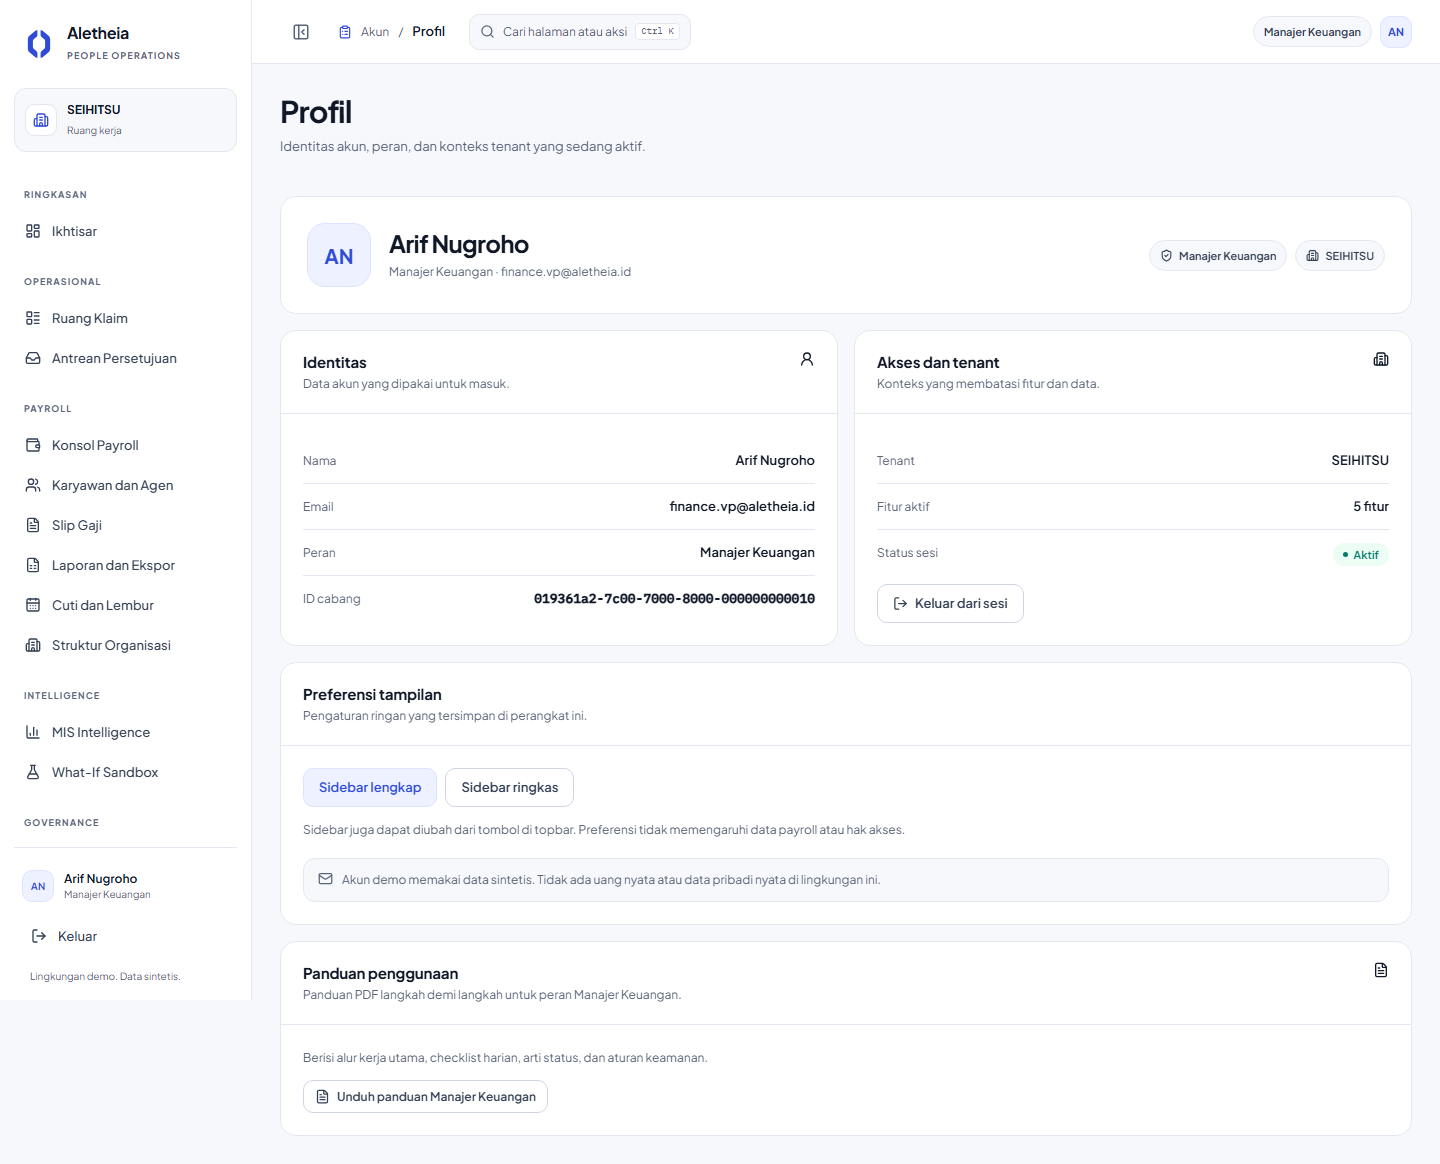 Aletheia
PEOPLE OPERATIONS
SEIHITSU
Ruang kerja
RINGKASAN
Ikhtisar
OPERASIONAL
Ruang Klaim
Antrean Persetujuan
PAYROLL
Konsol Payroll
Karyawan dan Agen
Slip Gaji
Laporan dan Ekspor
Cuti dan Lembur
Struktur Organisasi
INTELLIGENCE
MIS Intelligence
What-If Sandbox
GOVERNANCE
AN
Arif Nugroho
Manajer Keuangan
Keluar
Lingkungan demo. Data sintetis.
Akun / Profil
Cari halaman atau aksi Ctrl K
Manajer Keuangan AN
Profil
Identitas akun, peran, dan konteks tenant yang sedang aktif.
AN
Arif Nugroho
Manajer Keuangan · finance.vp@aletheia.id
Manajer Keuangan SEIHITSU
Identitas
Data akun yang dipakai untuk masuk.
Nama Arif Nugroho
Email finance.vp@aletheia.id
Peran Manajer Keuangan
ID cabang 019361a2-7c00-7000-8000-000000000010
Akses dan tenant
Konteks yang membatasi fitur dan data.
Tenant SEIHITSU
Fitur aktif 5 fitur
Status sesi Aktif
Keluar dari sesi
Preferensi tampilan
Pengaturan ringan yang tersimpan di perangkat ini.
Sidebar lengkap Sidebar ringkas
Sidebar juga dapat diubah dari tombol di topbar. Preferensi tidak memengaruhi data payroll atau hak akses.
Akun demo memakai data sintetis. Tidak ada uang nyata atau data pribadi nyata di lingkungan ini.
Panduan penggunaan
Panduan PDF langkah demi langkah untuk peran Manajer Keuangan.
Berisi alur kerja utama, checklist harian, arti status, dan aturan keamanan.
Unduh panduan Manajer Keuangan